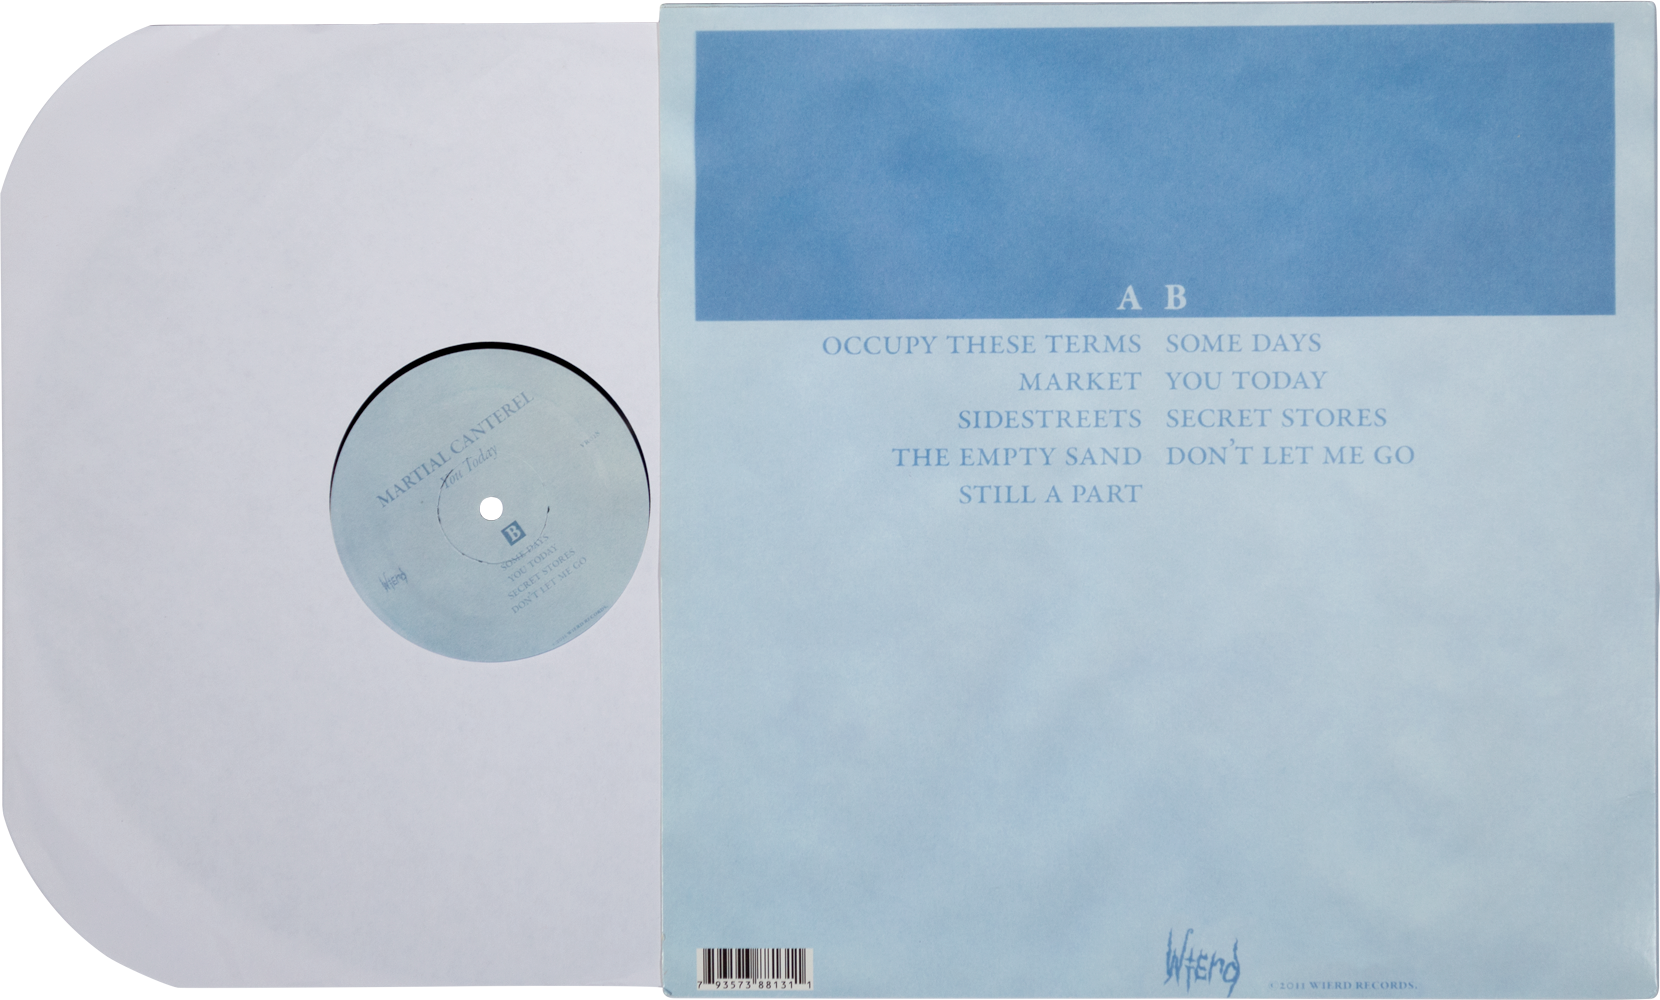 MARTIAL CANTEREL
You Today
B
SOME DAYS
YOU TODAY
SECRET STORES
DON'T LET ME GO
Wierd
A B
OCCUPY THESE TERMS SOME DAYS
MARKET YOU TODAY
SIDESTREETS SECRET STORES
THE EMPTY SAND DON'T LET ME GO
STILL A PART
Wierd
©2011 WIERD RECORDS.
7 93573 88131 1